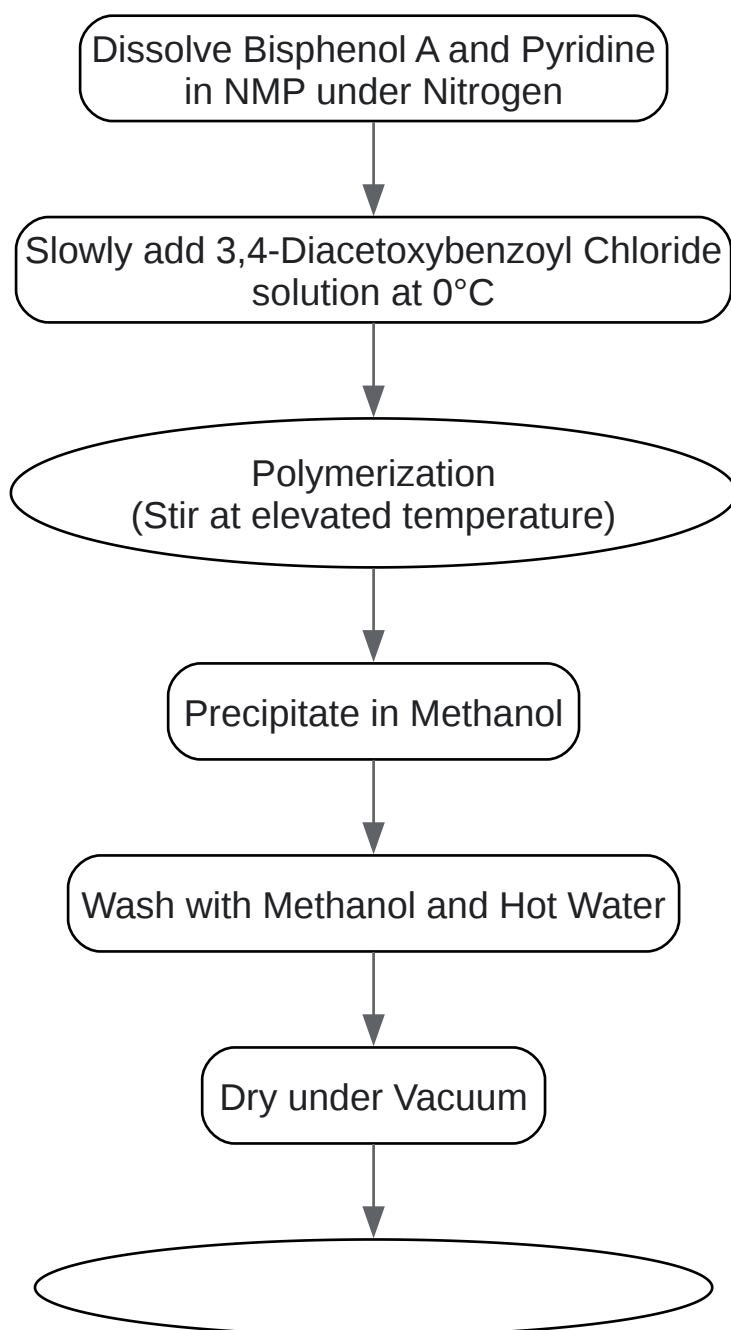 Dissolve Bisphenol A and Pyridine
in NMP under Nitrogen
Slowly add 3,4-Diacetoxybenzoyl Chloride
solution at 0°C
Polymerization
(Stir at elevated temperature)
Precipitate in Methanol
Wash with Methanol and Hot Water
Dry under Vacuum